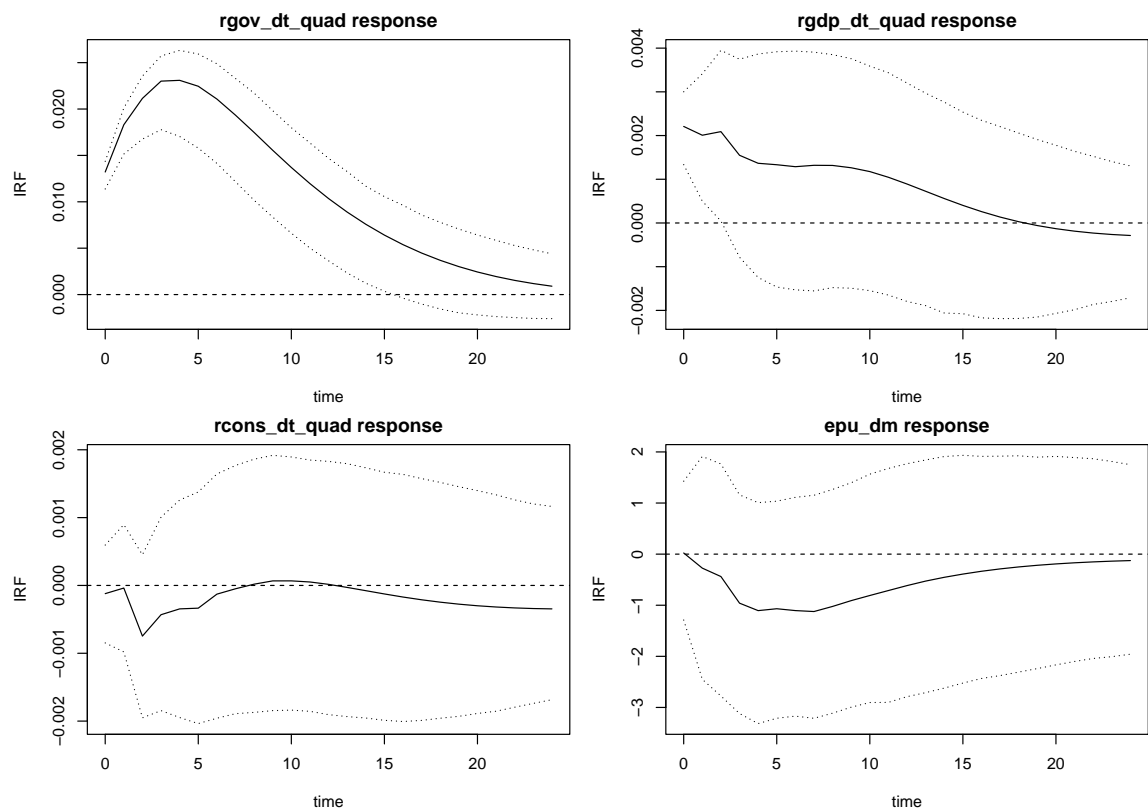 rgov_dt_quad response
IRF
0.000
0.010
0.020
0 5 10 15 20
time
rgdp_dt_quad response
IRF
−0.002
0.000
0.002
0.004
0 5 10 15 20
time
rcons_dt_quad response
IRF
−0.002
−0.001
0.000
0.001
0.002
0 5 10 15 20
time
epu_dm response
IRF
−3
−2
−1
0
1
2
0 5 10 15 20
time